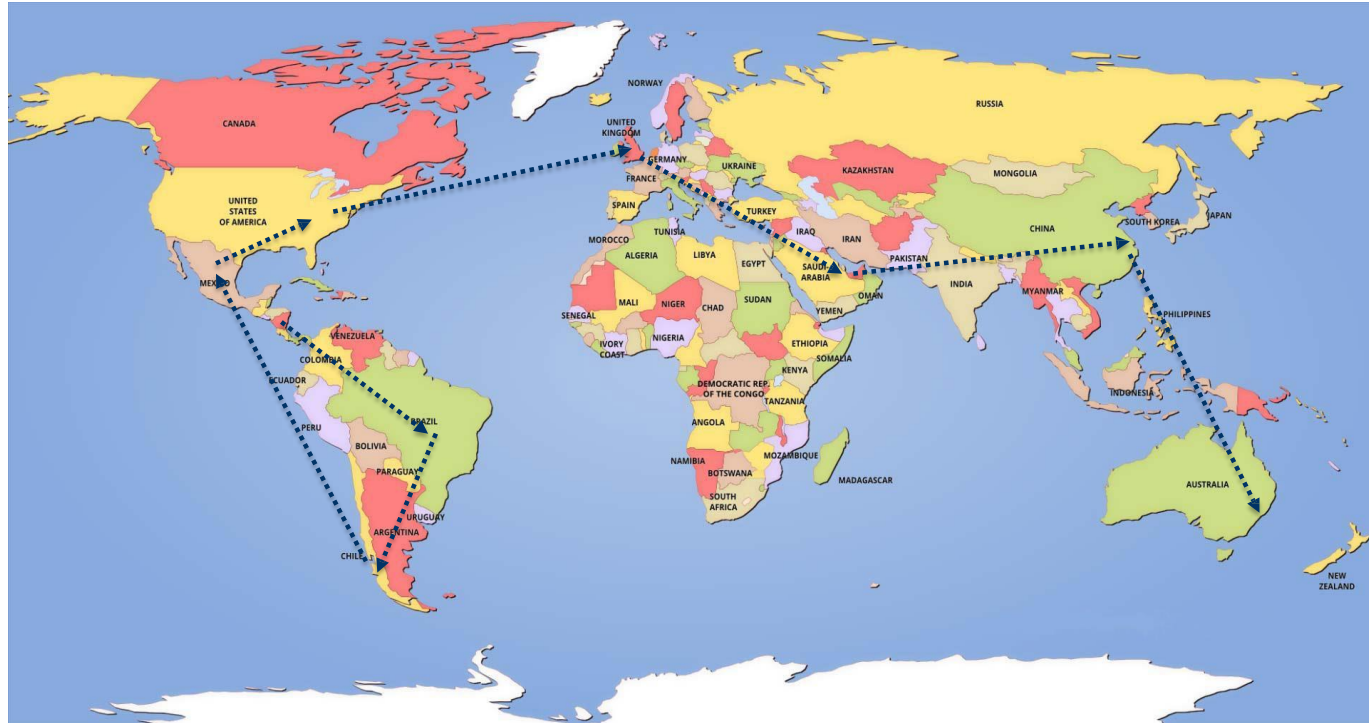 NORWAY
RUSSIA
CANADA
UNITED
KINGDOM
GERMANY
UKRAINE
KAZAKHSTAN
MONGOLIA
FRANCE
UNITED
STATES
OF AMERICA
SPAIN
TURKEY
SOUTH KOREA
JAPAN
CHINA
TUNISIA
MOROCCO
IRAQ
IRAN
ALGERIA
LIBYA
EGYPT
PAKISTAN
SAUDI
ARABIA
MEXICO
INDIA
MYANMAR
OMAN
MALI
NIGER
CHAD
SUDAN
YEMEN
SENEGAL
PHILIPPINES
VENEZUELA
NIGERIA
IVORY
COAST
ETHIOPIA
SOMALIA
COLOMBIA
KENYA
ECUADOR
DEMOCRATIC REP.
OF THE CONGO
INDONESIA
TANZANIA
BRAZIL
PERU
ANGOLA
BOLIVIA
MOZAMBIQUE
NAMIBIA
BOTSWANA
PARAGUAY
MADAGASCAR
AUSTRALIA
SOUTH
AFRICA
URUGUAY
ARGENTINA
CHILE
NEW
ZEALAND